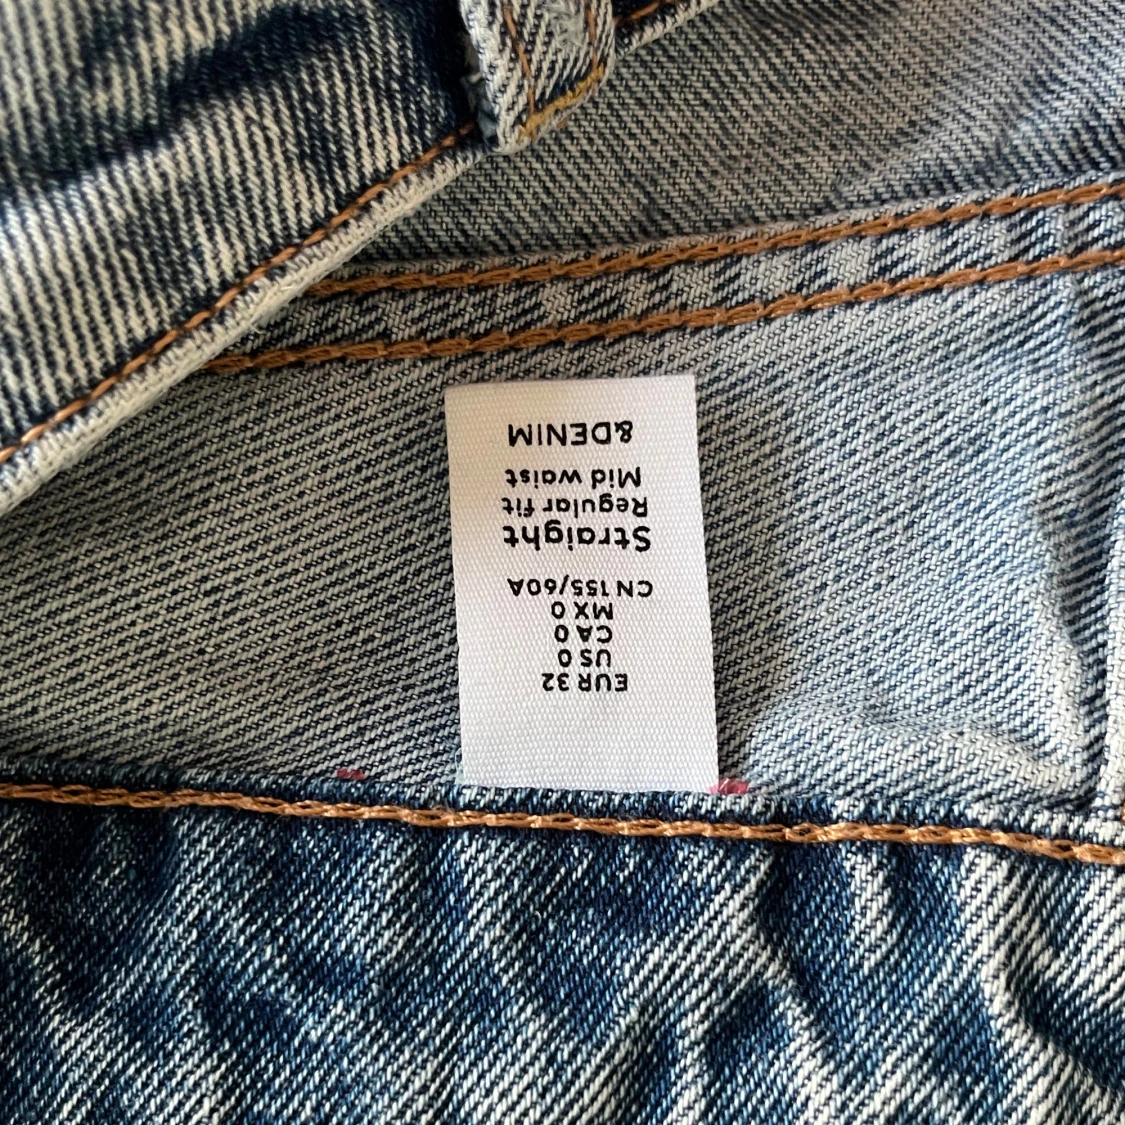 EUR 32
US 0
CA 0
MX 0
CN 155/60A
Straight
Regular fit
Mid waist
&DENIM